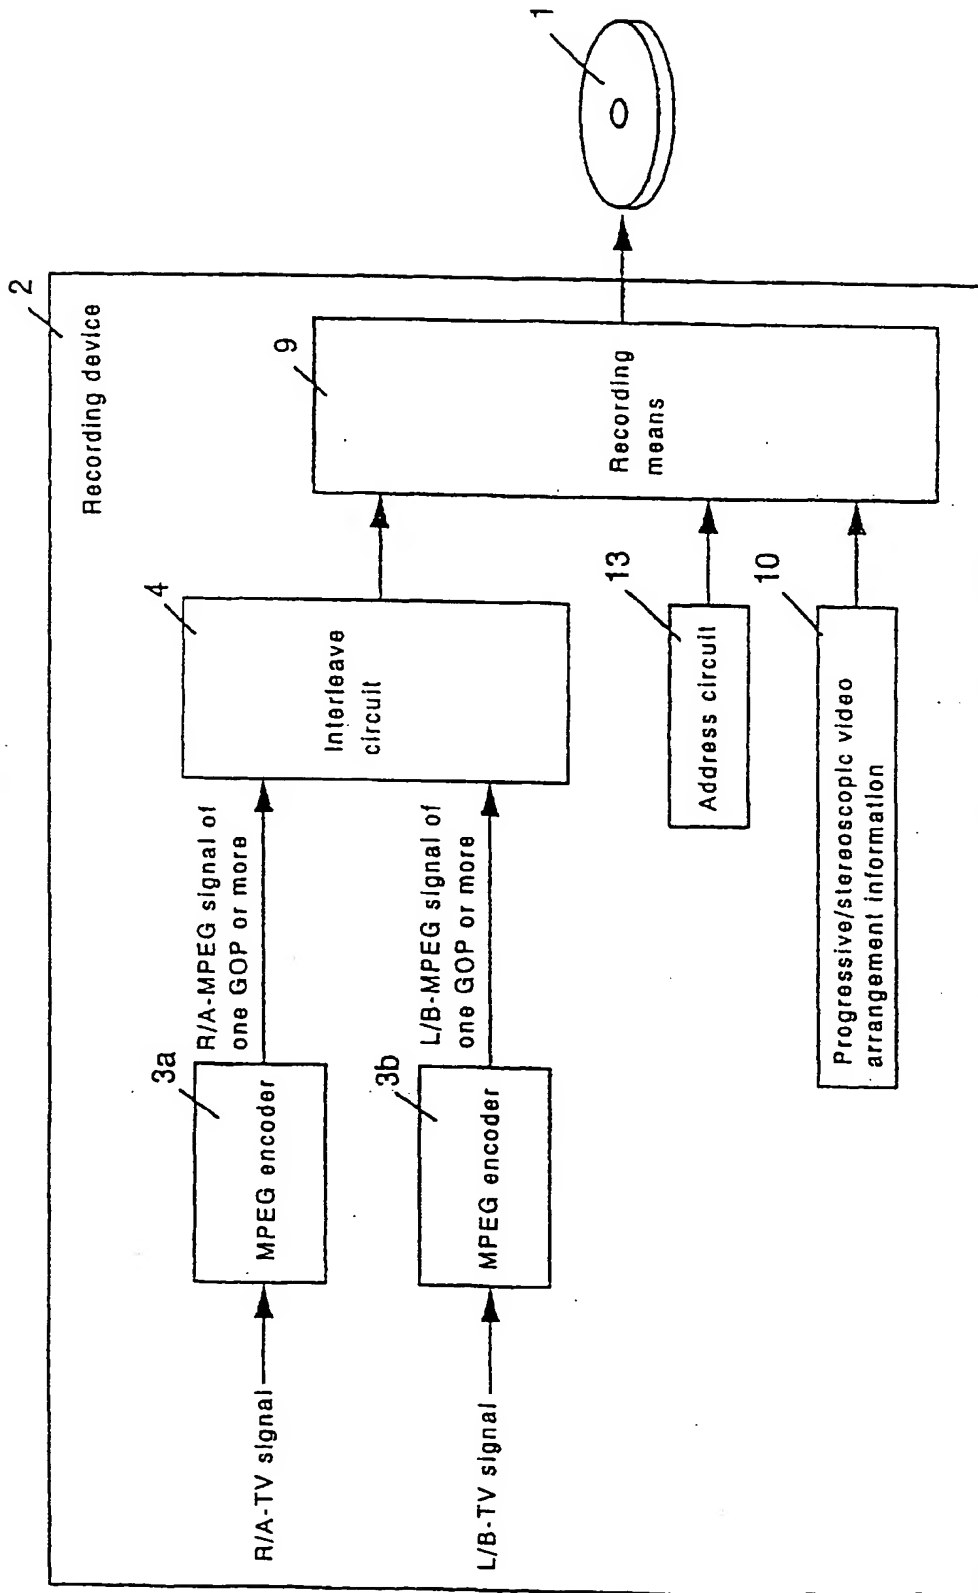 2
Recording device
R/A-TV signal
3a
MPEG encoder
R/A-MPEG signal of
one GOP or more
4
Interleave
circuit
9
Recording
means
1
L/B-TV signal
3b
MPEG encoder
L/B-MPEG signal of
one GOP or more
13
Address circuit
10
Progressive/stereoscopic video
arrangement information